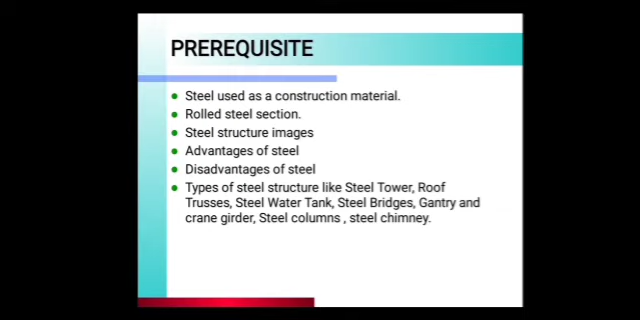 PREREQUISITE
Steel used as a construction material.
Rolled steel section.
Steel structure images
Advantages of steel
Disadvantages of steel
Types of steel structure like Steel Tower, Roof
Trusses, Steel Water Tank, Steel Bridges, Gantry and
crane girder, Steel columns , steel chimney.